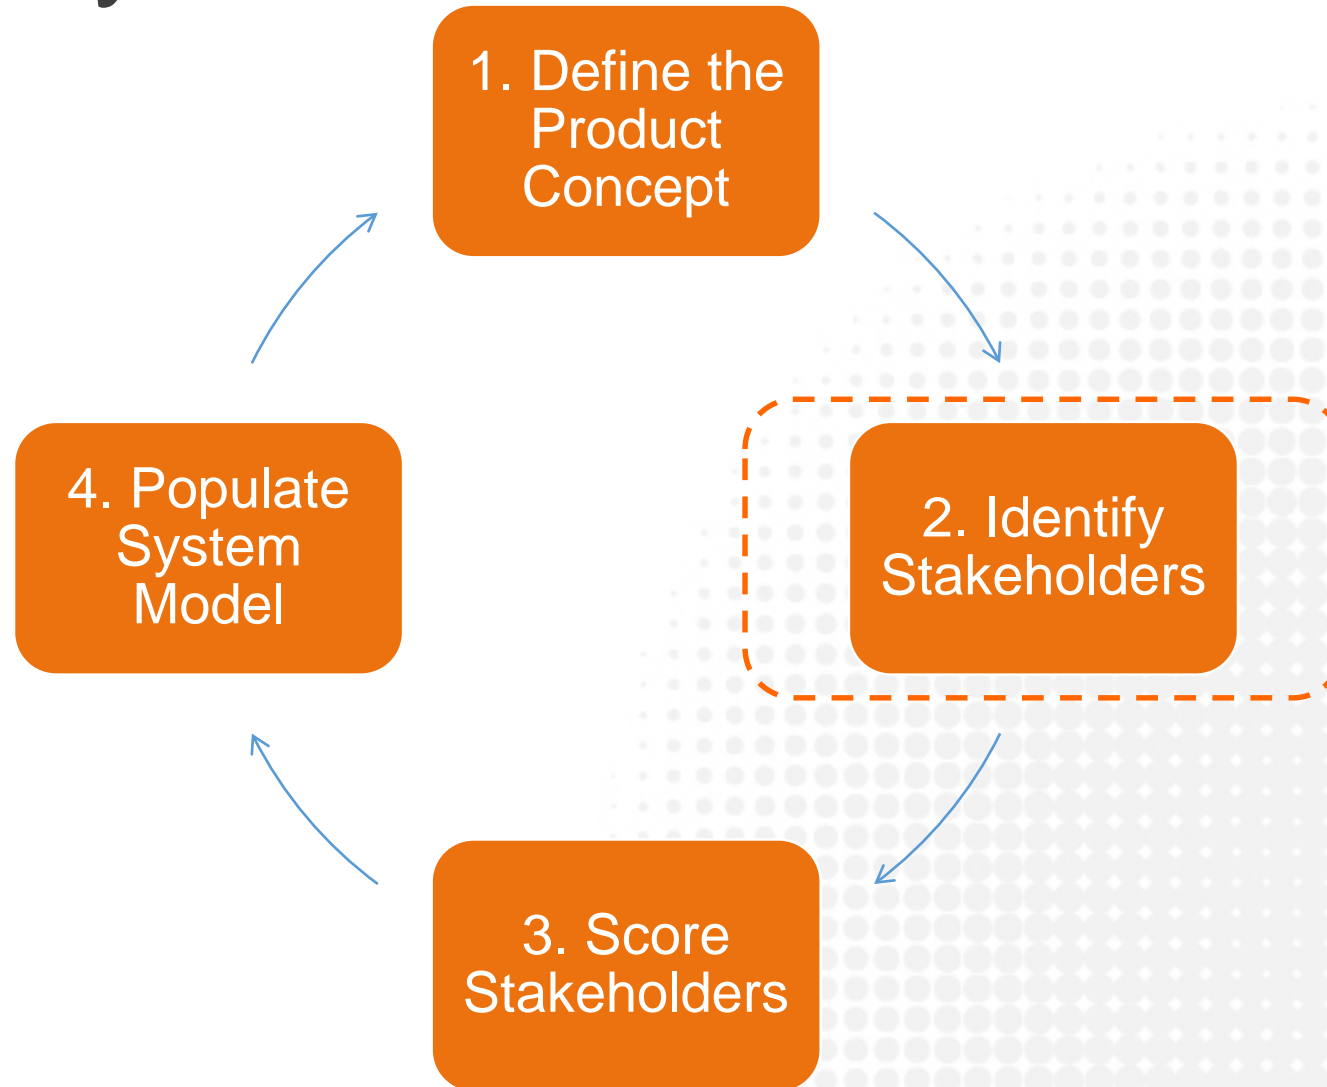 1. Define the
Product
Concept
2. Identify
Stakeholders
3. Score
Stakeholders
4. Populate
System
Model